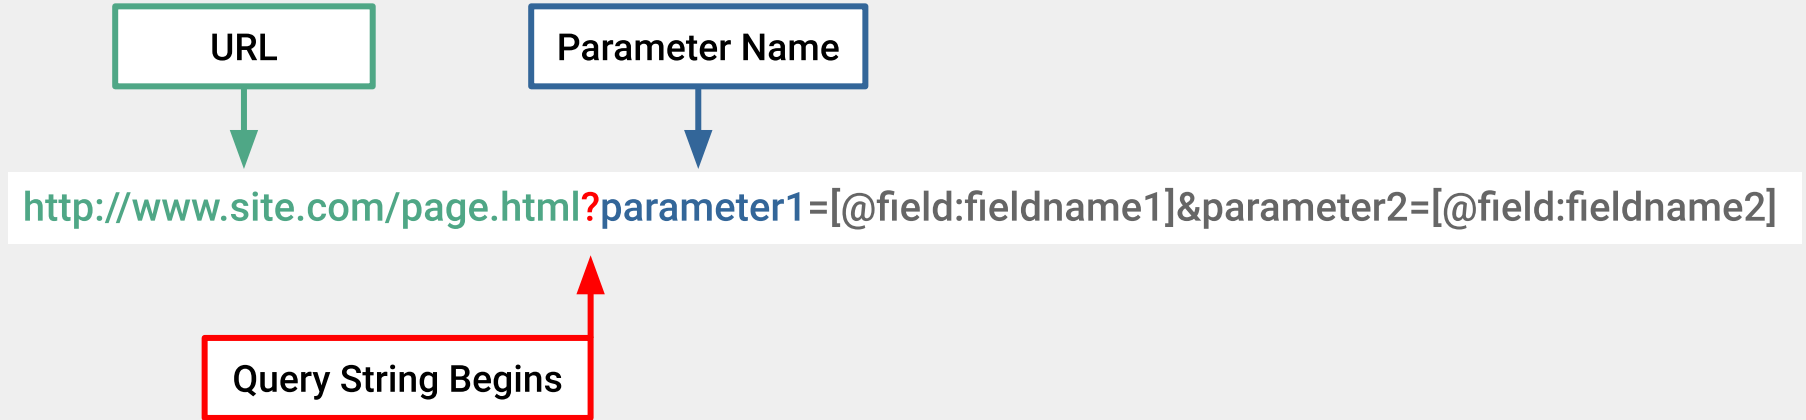 URL
Parameter Name
http://www.site.com/page.html?parameter1=[@field:fieldname1]&parameter2=[@field:fieldname2]
Query String Begins